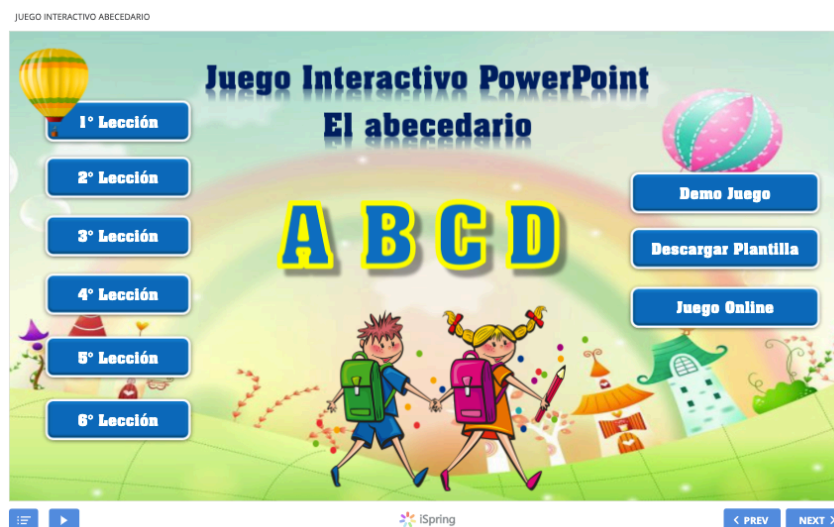 JUEGO INTERACTIVO ABECEDARIO
Juego Interactivo PowerPoint
El abecedario
1° Lección
2° Lección
3° Lección
4° Lección
5° Lección
6° Lección
A B C D
Demo Juego
Descargar Plantilla
Juego Online
iSpring
PREV
NEXT